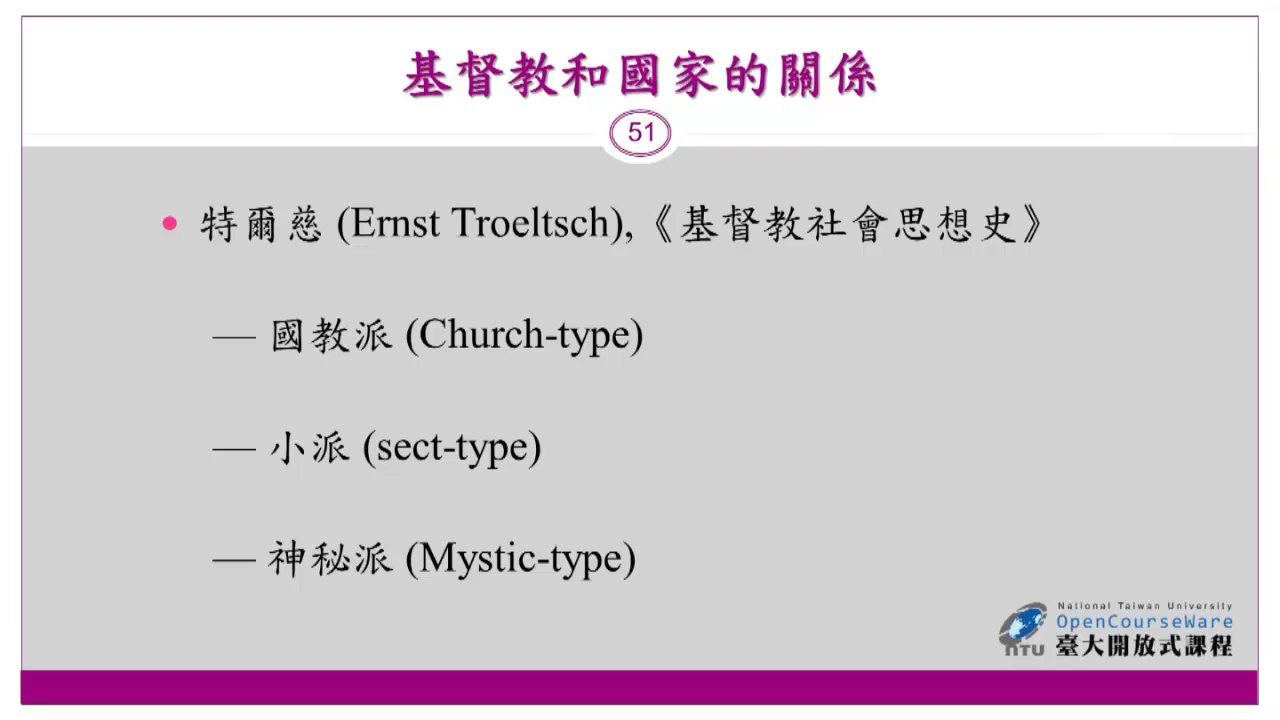 基督教和國家的關係
51
• 特爾慈 (Ernst Troeltsch),《基督教社會思想史》
— 國教派 (Church-type)
— 小派 (sect-type)
— 神秘派 (Mystic-type)
National Taiwan University
OpenCourseWare
NTU 臺大開放式課程